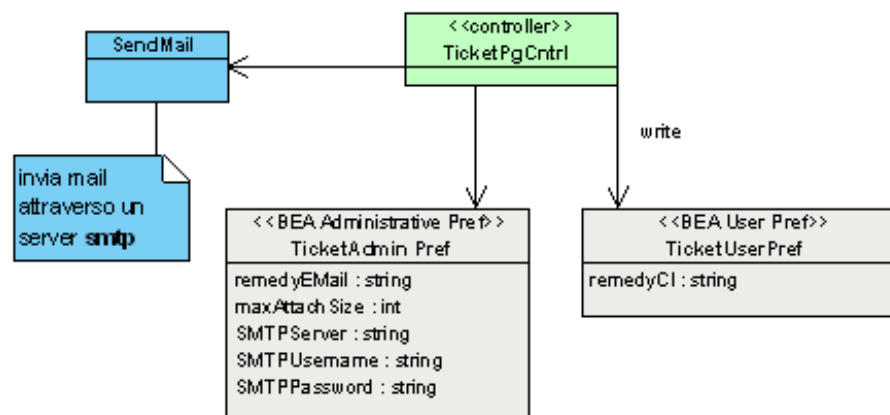 SendMail
<<controller>>
TicketPgCntrl
write
invia mail
attraverso un
server smtp
<<BEA Administrative Pref>>
TicketAdmin Pref
remedyEMail : string
maxAttachSize : int
SMTPServer : string
SMTPUsername : string
SMTPPassword : string
<<BEA User Pref>>
TicketUserPref
remedyCI : string